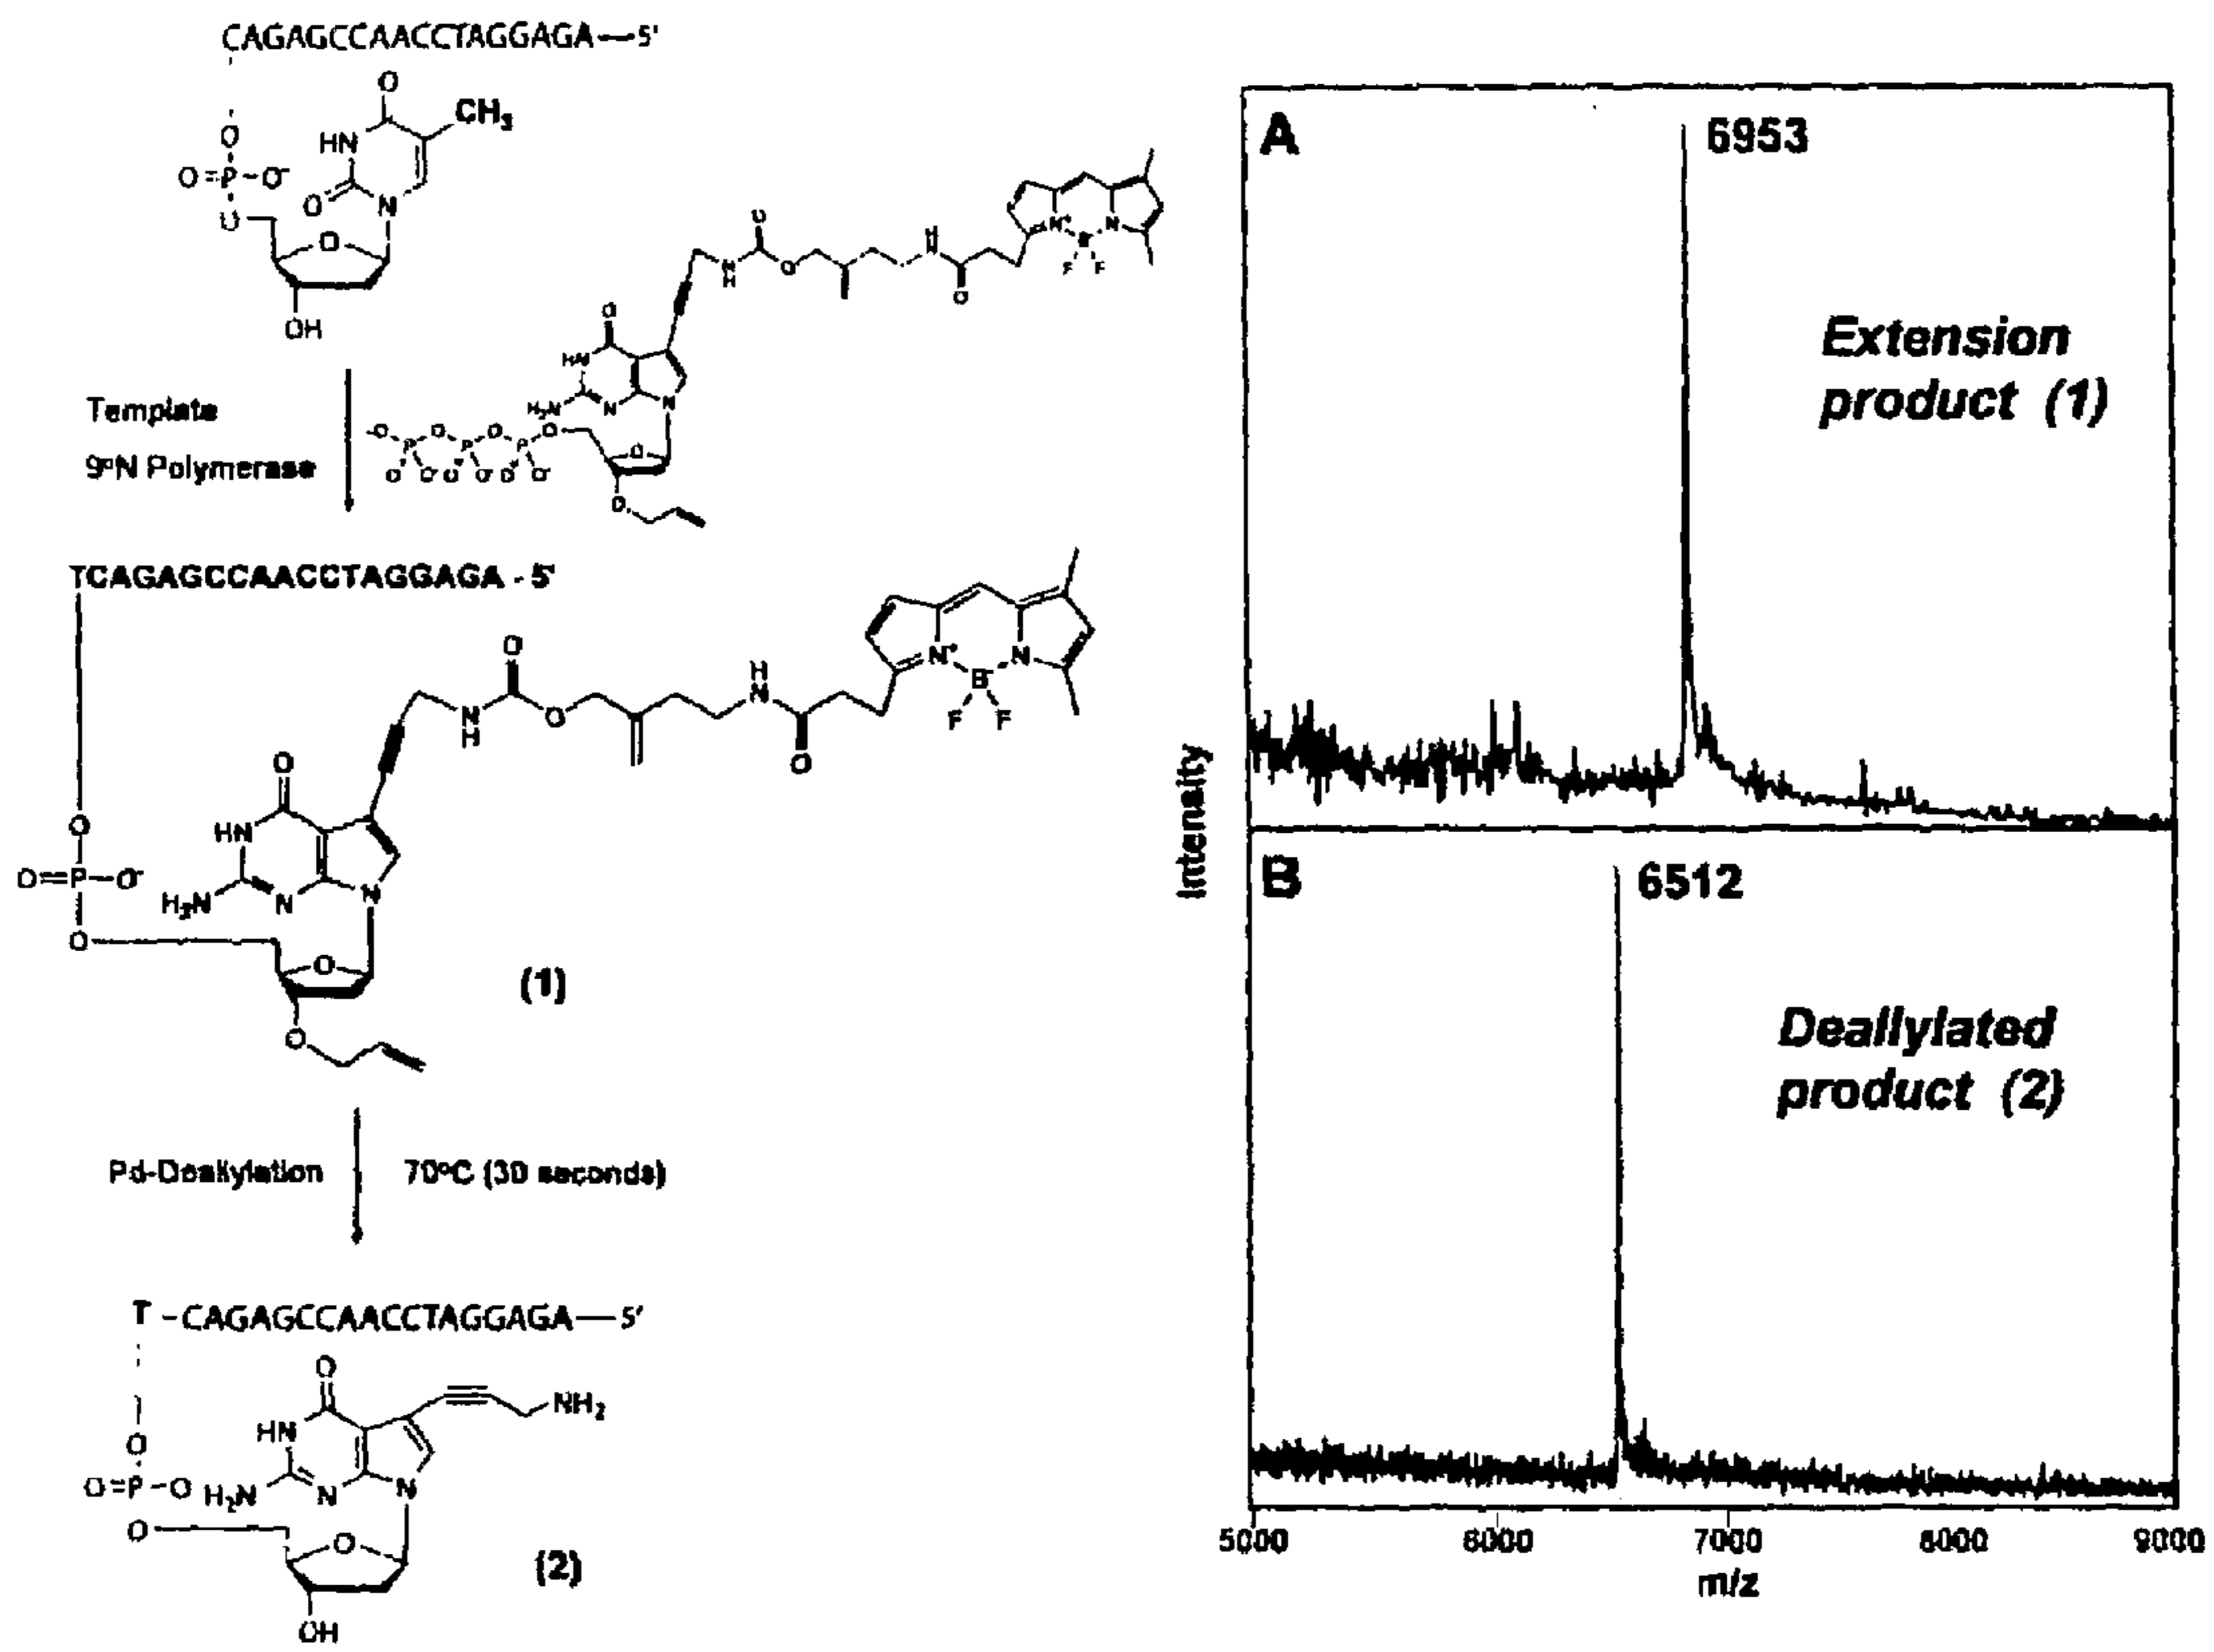 CAGAGCCAACCTAGGAGA—5'
O
CH3
HN
O
O
N
O=P-O-
O
OH
O
N
H
O
H
N
O
N+
N
B
F F
Template
9°N Polymerase
O
HN
H2N
N
N
-O P O P O P O
O O- O O- O O-
O
O
TCAGAGCCAACCTAGGAGA - 5'
O
N
H
O
H
N
O
N+
N
B-
F
F
O
HN
H2N
N
N
O
O=P-O-
O
O
(1)
O
Pd-Deallylation
70°C (30 seconds)
T -CAGAGCCAACCTAGGAGA—5'
O
NH2
HN
H2N
N
N
O
O=P-O
O
O
(2)
OH
A
6953
Extension
product (1)
Intensity
B
6512
Deallylated
product (2)
5000 6000 7000 8000 9000
m/z